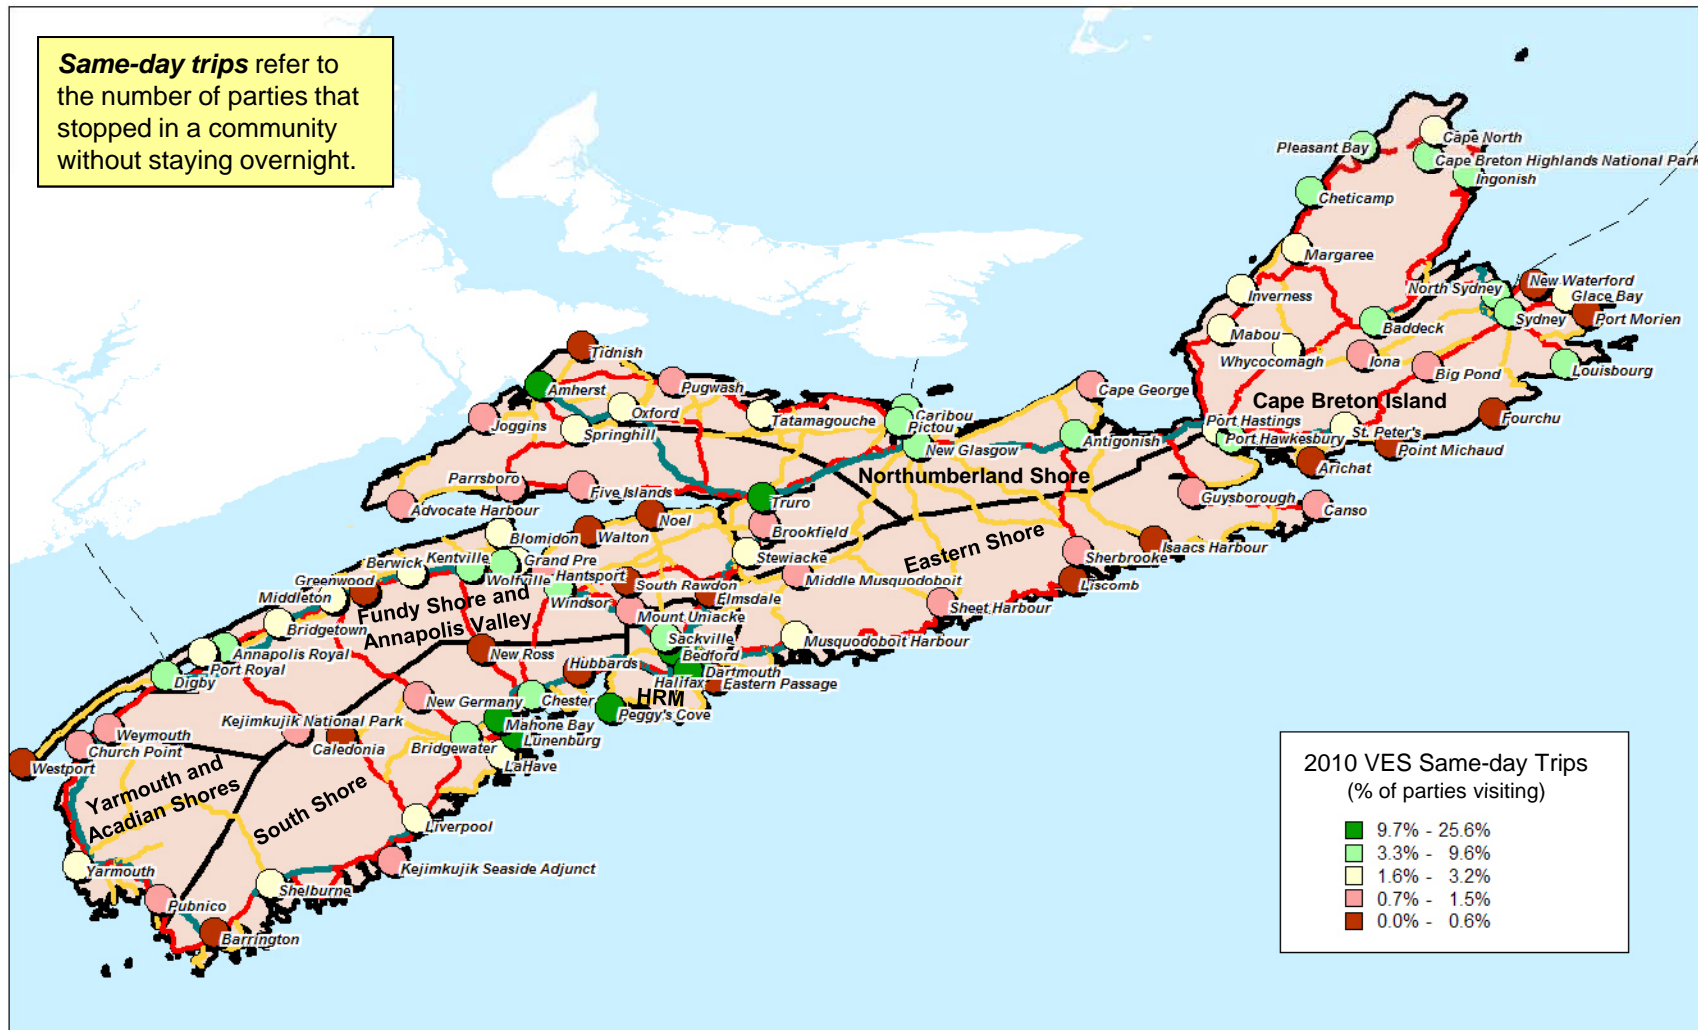 Same-day trips refer to
the number of parties that
stopped in a community
without staying overnight.
Cape North
Pleasant Bay
Cape Breton Highlands National Park
Ingonish
Cheticamp
Margaree
New Waterford
North Sydney
Glace Bay
Inverness
Sydney
Port Morien
Baddeck
Mabou
Whycocomagh
Iona
Big Pond
Louisbourg
Cape Breton Island
Fourchu
Port Hastings
Port Hawkesbury
St. Peter's
Point Michaud
Arichat
Tidnish
Amherst
Pugwash
Cape George
Oxford
Tatamagouche
Caribou
Pictou
Joggins
Springhill
New Glasgow
Antigonish
Northumberland Shore
Parrsboro
Five Islands
Truro
Guysborough
Canso
Advocate Harbour
Noel
Brookfield
Blomidon
Walton
Stewiacke
Eastern Shore
Isaacs Harbour
Sherbrooke
Berwick
Kentville
Grand Pre
Wolfville
Hantsport
Greenwood
South Rawdon
Middle Musquodoboit
Liscomb
Middleton
Windsor
Elmsdale
Sheet Harbour
Fundy Shore and
Annapolis Valley
Mount Uniacke
Bridgetown
Sackville
Musquodoboit Harbour
Annapolis Royal
New Ross
Bedford
Port Royal
Hubbards
Dartmouth
Digby
Halifax
Eastern Passage
HRM
New Germany
Chester
Peggy's Cove
Kejimkujik National Park
Mahone Bay
Weymouth
Caledonia
Bridgewater
Lunenburg
Church Point
LaHave
Westport
Yarmouth and
Acadian Shores
South Shore
Liverpool
Kejimkujik Seaside Adjunct
Yarmouth
Shelburne
Pubnico
Barrington
2010 VES Same-day Trips
(% of parties visiting)
9.7% - 25.6%
3.3% - 9.6%
1.6% - 3.2%
0.7% - 1.5%
0.0% - 0.6%